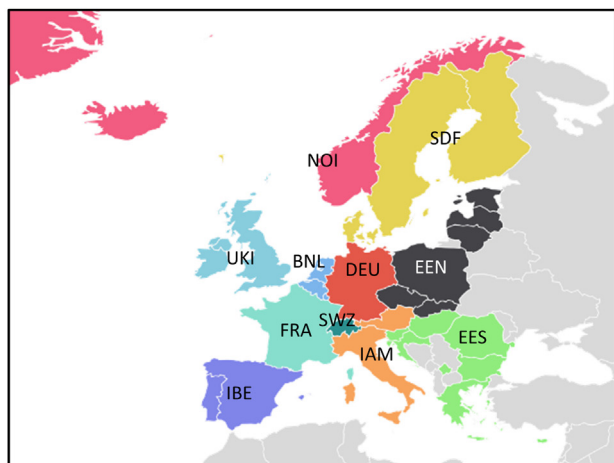 SDF
NOI
UKI
BNL
DEU
EEN
FRA
SWZ
IAM
EES
IBE